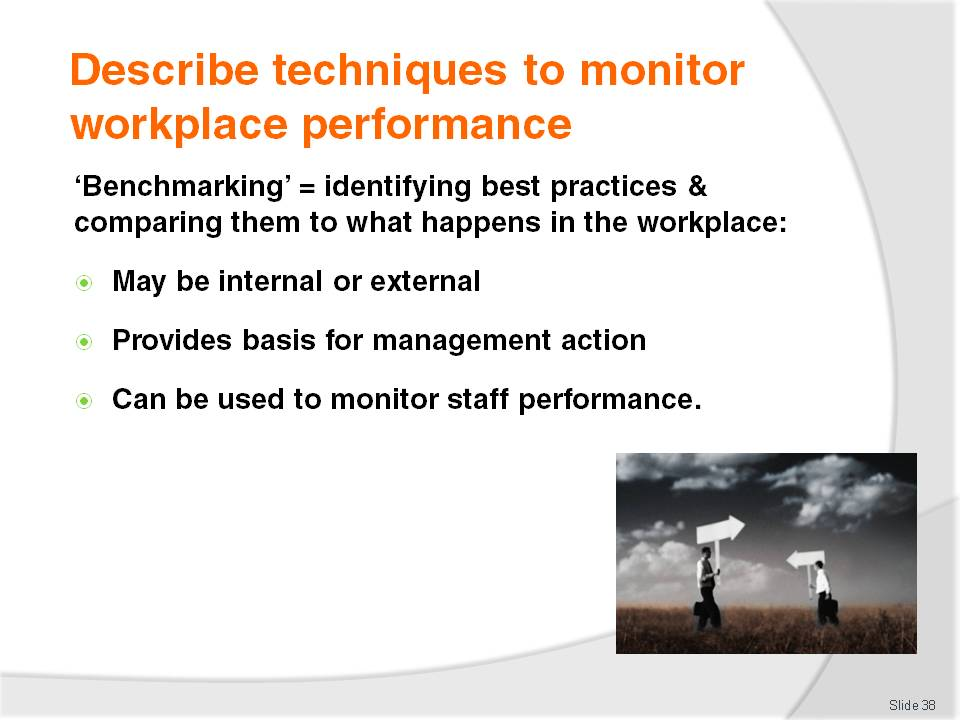 Describe techniques to monitor
workplace performance
‘Benchmarking’ = identifying best practices &
comparing them to what happens in the workplace:
May be internal or external
Provides basis for management action
Can be used to monitor staff performance.
Slide 38